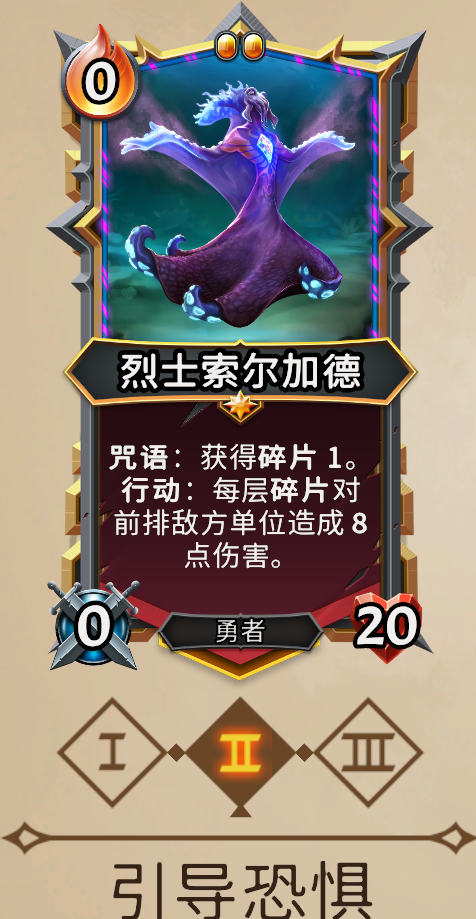 0
烈士索尔加德
咒语：获得碎片 1。
行动：每层碎片对
前排敌方单位造成 8
点伤害。
0
勇者
20
I II III
引导恐惧